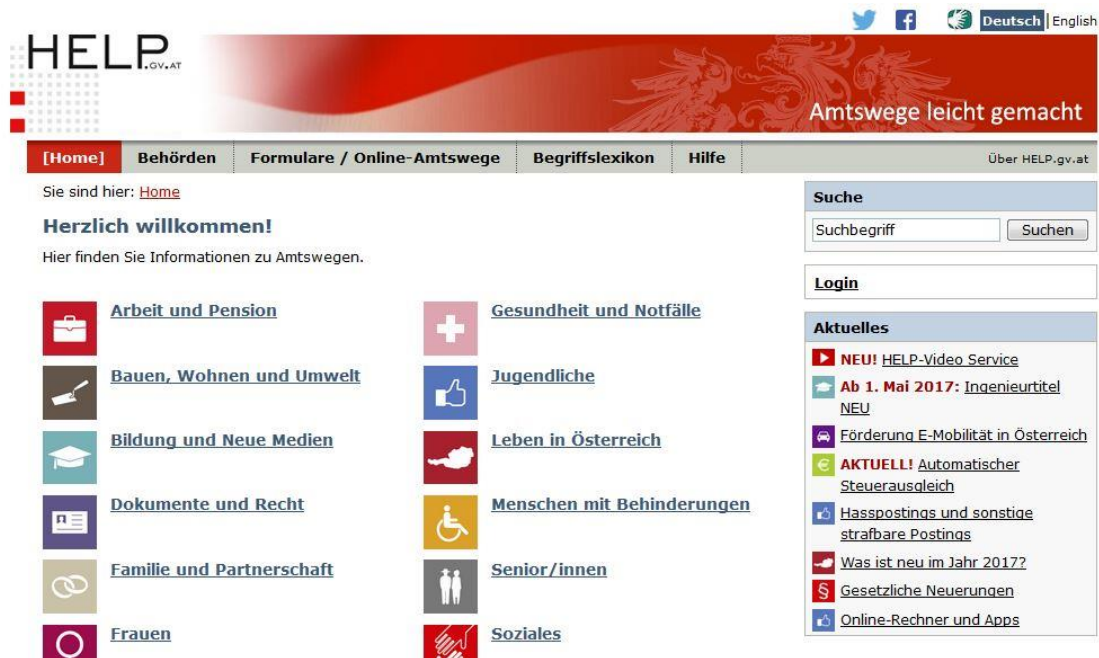 Deutsch | English
HELP.GV.AT
Amtswege leicht gemacht
[Home] Behörden Formulare / Online-Amtswege Begriffslexikon Hilfe Über HELP.gv.at
Sie sind hier: Home
Herzlich willkommen!
Hier finden Sie Informationen zu Amtswegen.
Arbeit und Pension
Gesundheit und Notfälle
Bauen, Wohnen und Umwelt
Jugendliche
Bildung und Neue Medien
Leben in Österreich
Dokumente und Recht
Menschen mit Behinderungen
Familie und Partnerschaft
Senior/innen
Frauen
Soziales
Suche
Suchbegriff Suchen
Login
Aktuelles
NEU! HELP-Video Service
Ab 1. Mai 2017: Ingenieurtitel
NEU
Förderung E-Mobilität in Österreich
€ AKTUELL! Automatischer
Steuerausgleich
Hasspostings und sonstige
strafbare Postings
Was ist neu im Jahr 2017?
§ Gesetzliche Neuerungen
Online-Rechner und Apps